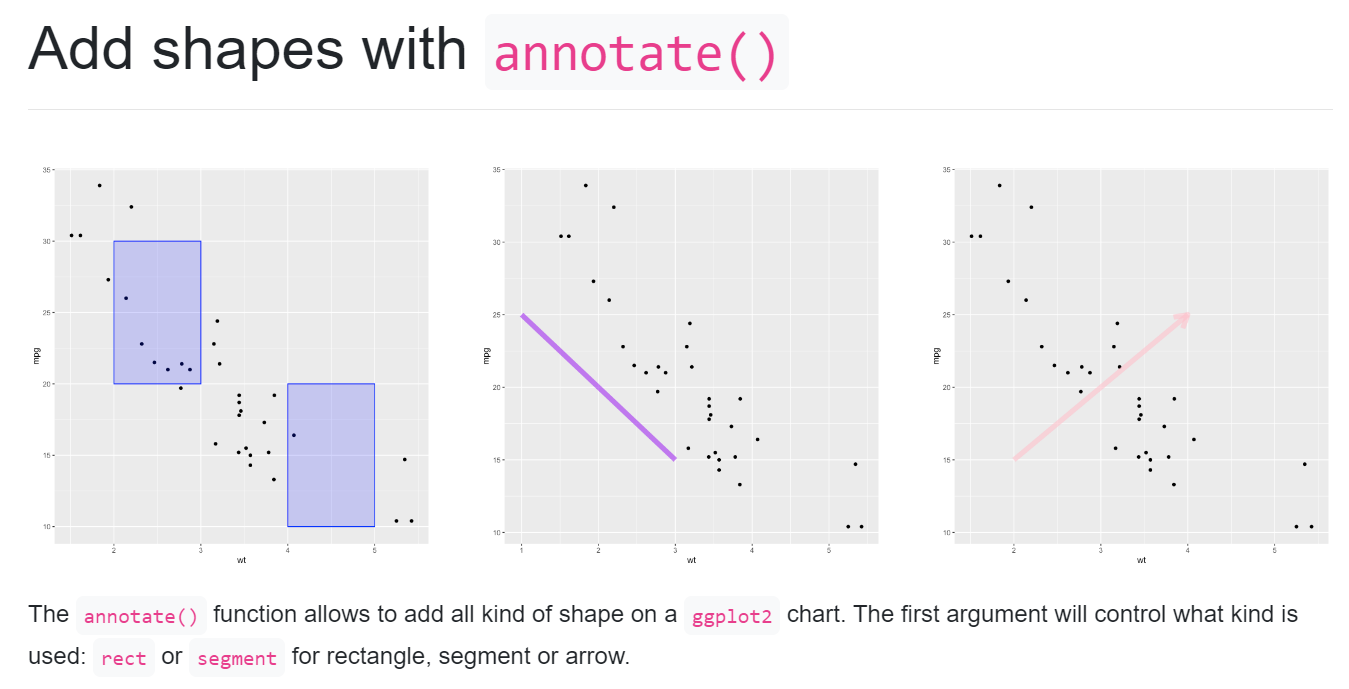 Add shapes with annotate()
35
30
25
20
15
10
mpg
2 3 4 5
wt
35
30
25
20
15
10
mpg
1 2 3 4 5
wt
35
30
25
20
15
10
mpg
2 3 4 5
wt
The annotate() function allows to add all kind of shape on a ggplot2 chart. The first argument will control what kind is
used: rect or segment for rectangle, segment or arrow.